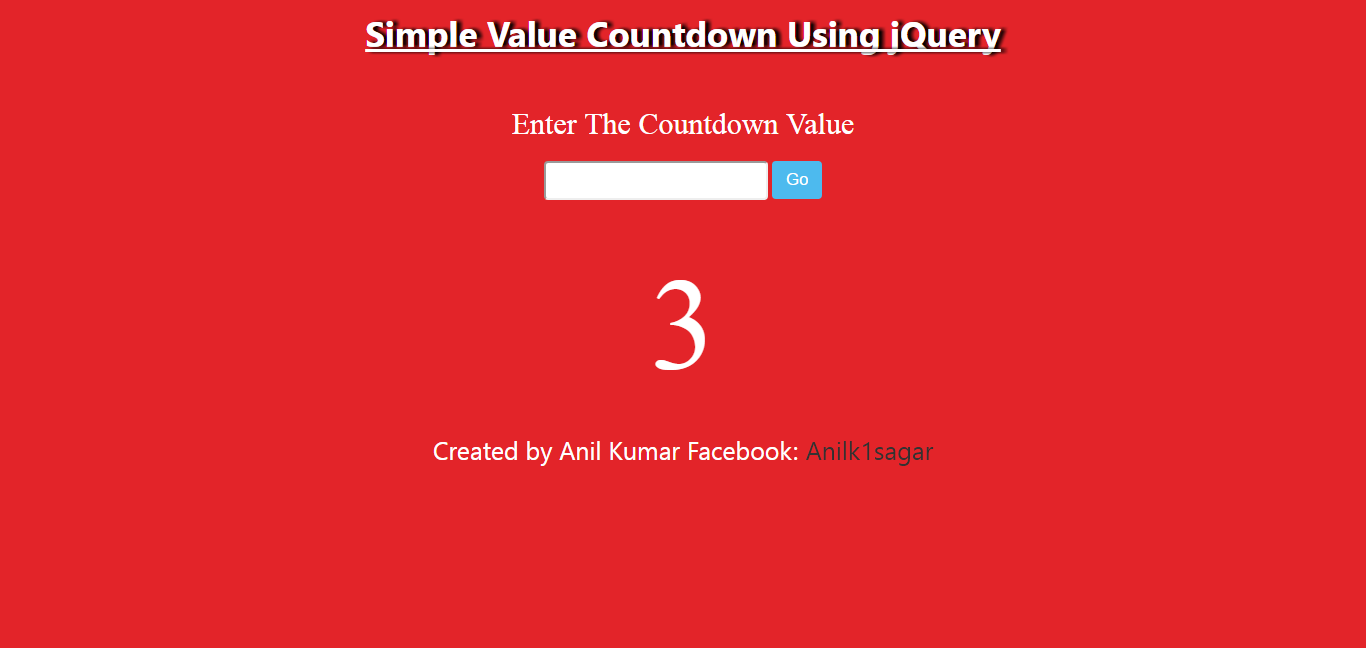 Simple Value Countdown Using jQuery
Enter The Countdown Value
Go
3
Created by Anil Kumar Facebook: Anilk1sagar